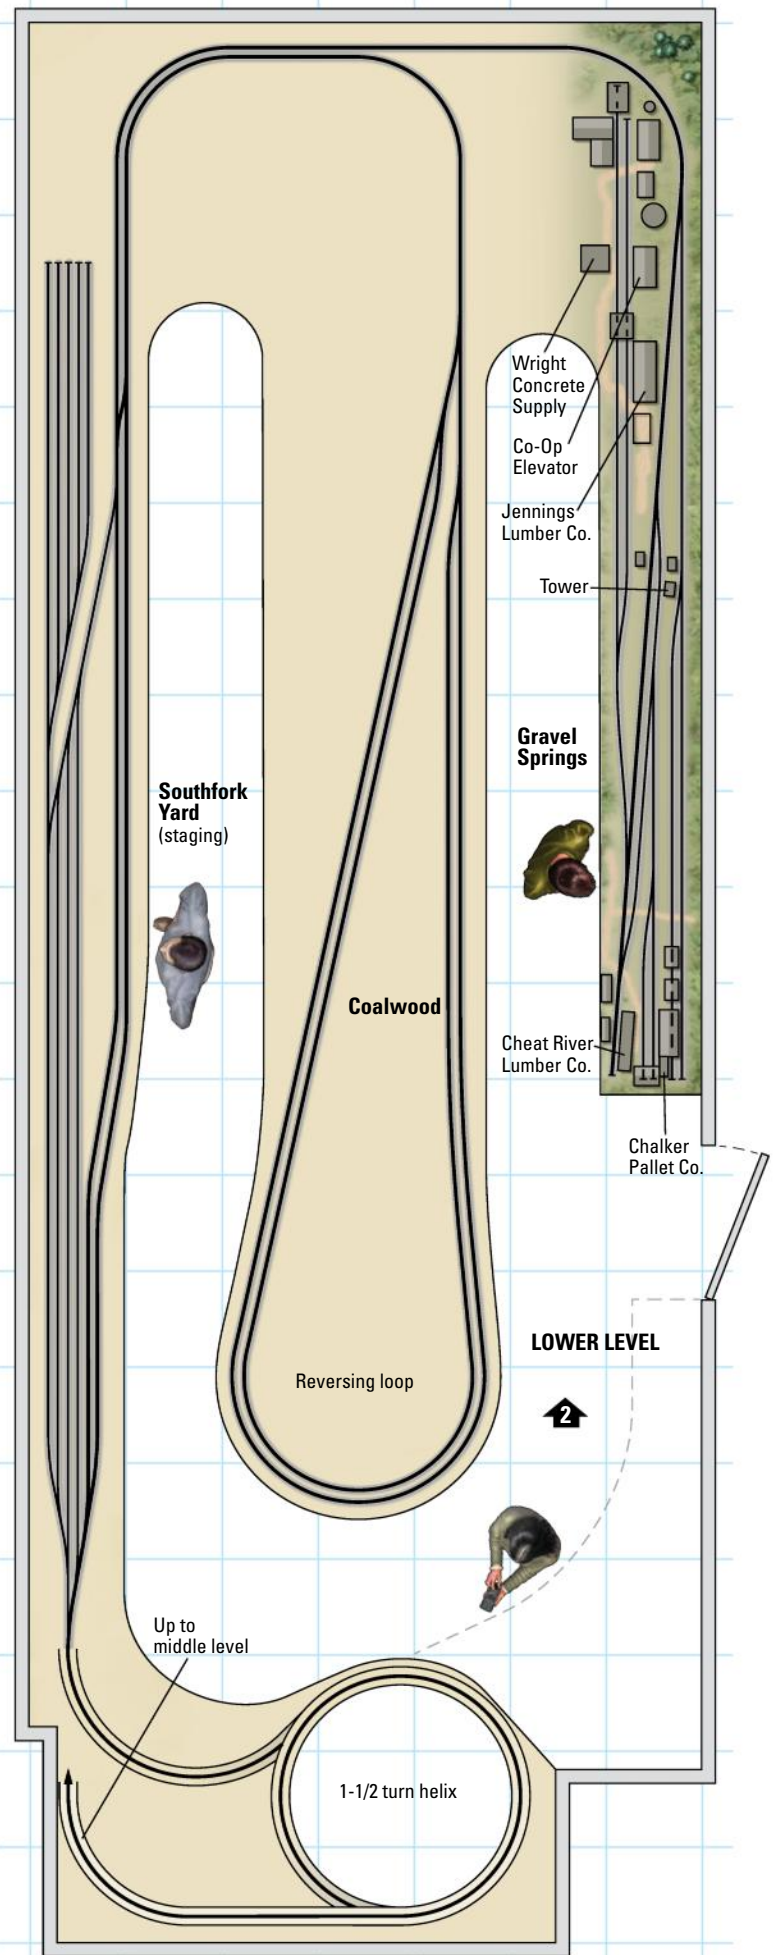 Wright
Concrete
Supply
Co-Op
Elevator
Jennings
Lumber Co.
Tower
Gravel
Springs
Southfork
Yard
(staging)
Coalwood
Cheat River
Lumber Co.
Chalker
Pallet Co.
LOWER LEVEL
Reversing loop
2
Up to
middle level
1-1/2 turn helix